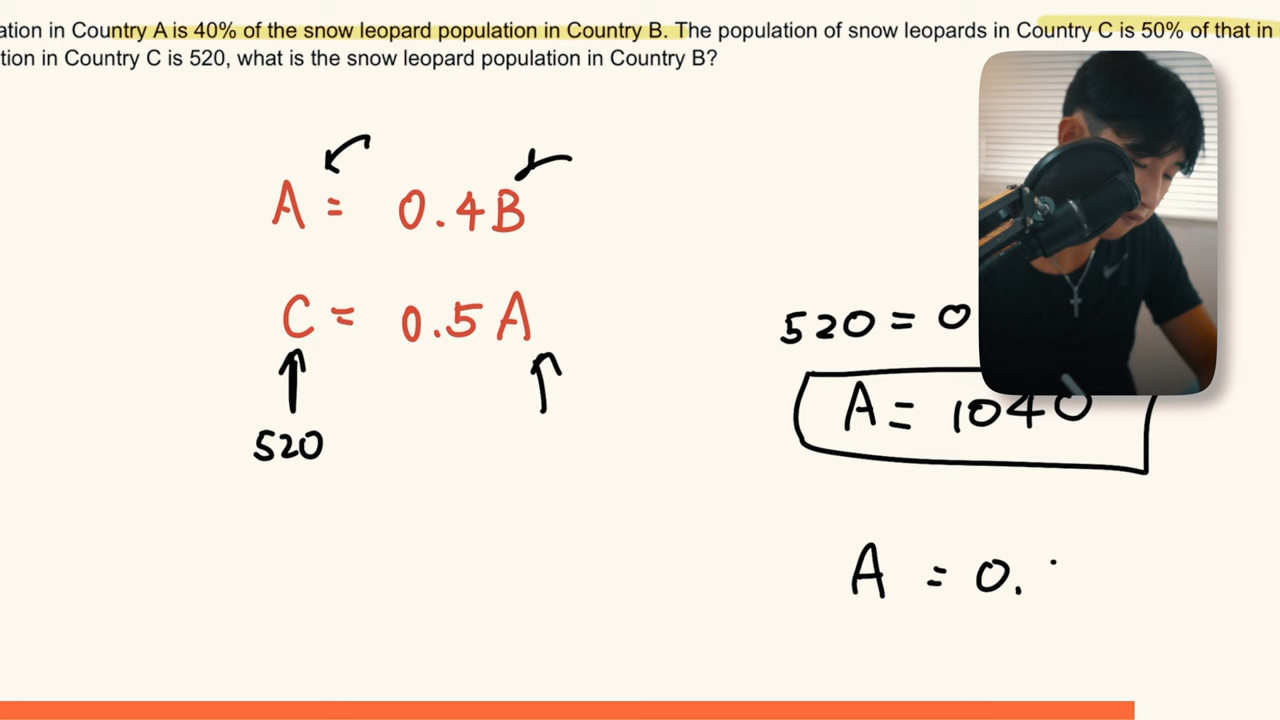 ation in Country A is 40% of the snow leopard population in Country B. The population of snow leopards in Country C is 50% of that in
tion in Country C is 520, what is the snow leopard population in Country B?
A = 0.4B
C = 0.5A
520
520 = 0
A = 1040
A = 0.